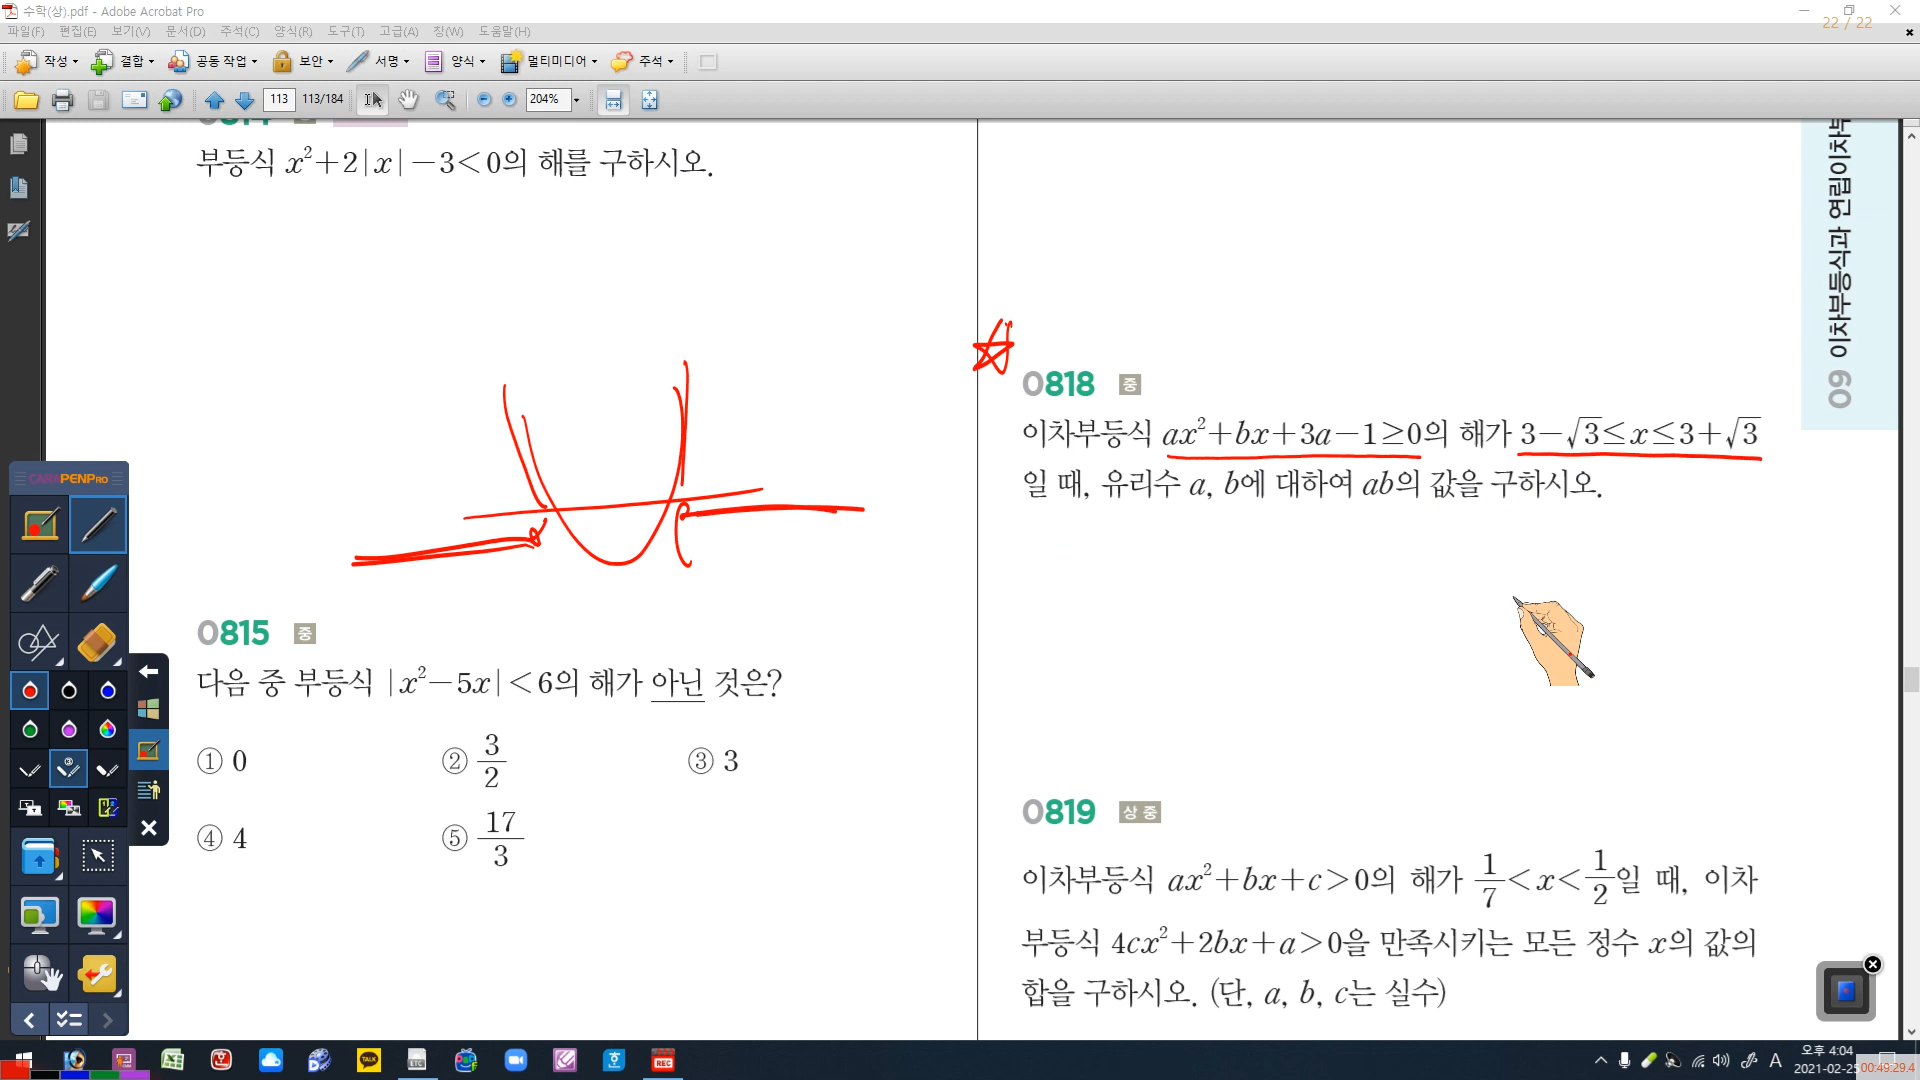 수학(상).pdf - Adobe Acrobat Pro
22 / 22
파일(F) 편집(E) 보기(V) 문서(D) 주석(C) 양식(R) 도구(T) 고급(A) 창(W) 도움말(H)
작성 결합 공동 작업 보안 서명 양식 멀티미디어 주석
113 113/184 204%
0814
부등식 x²+2|x|−3<0의 해를 구하시오.
09 이차부등식과 연립이차부
0818 중
이차부등식 ax²+bx+3a−1≥0의 해가 3−√3≤x≤3+√3
일 때, 유리수 a, b에 대하여 ab의 값을 구하시오.
CARAPENPRO
0815 중
다음 중 부등식 |x²−5x|<6의 해가 아닌 것은?
① 0 ② 3/2 ③ 3
④ 4 ⑤ 17/3
0819 상중
이차부등식 ax²+bx+c>0의 해가 1/7<x<1/2일 때, 이차
부등식 4cx²+2bx+a>0을 만족시키는 모든 정수 x의 값의
합을 구하시오. (단, a, b, c는 실수)
TALK
REC
A
오후 4:04
2021-02-25
00:49:29.4